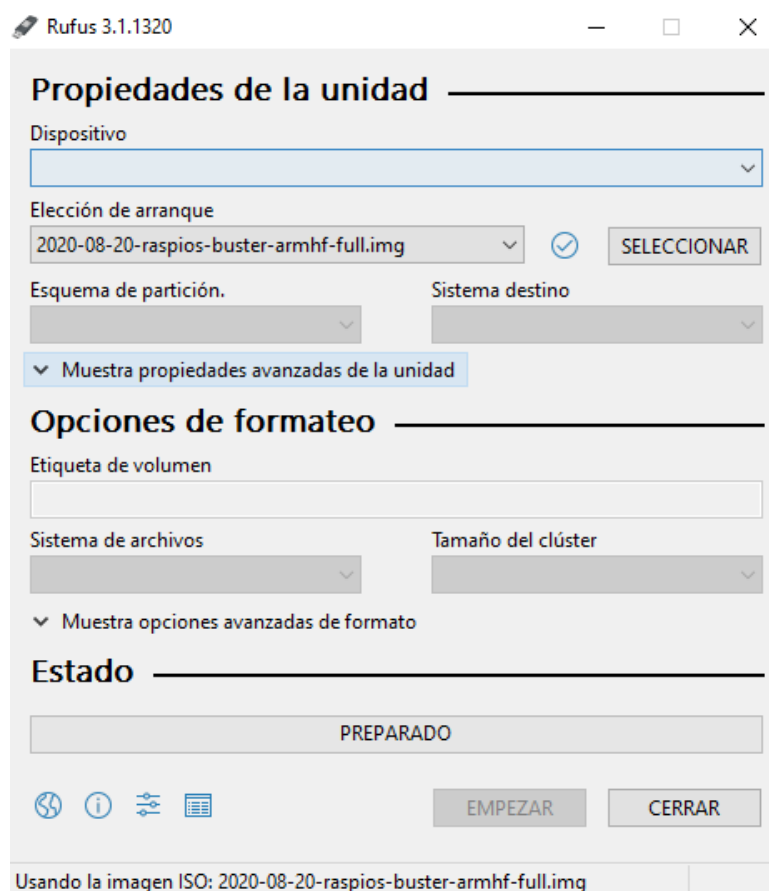 Rufus 3.1.1320
Propiedades de la unidad
Dispositivo
Elección de arranque
2020-08-20-raspios-buster-armhf-full.img
SELECCIONAR
Esquema de partición. Sistema destino
Muestra propiedades avanzadas de la unidad
Opciones de formateo
Etiqueta de volumen
Sistema de archivos Tamaño del clúster
Muestra opciones avanzadas de formato
Estado
PREPARADO
EMPEZAR CERRAR
Usando la imagen ISO: 2020-08-20-raspios-buster-armhf-full.img